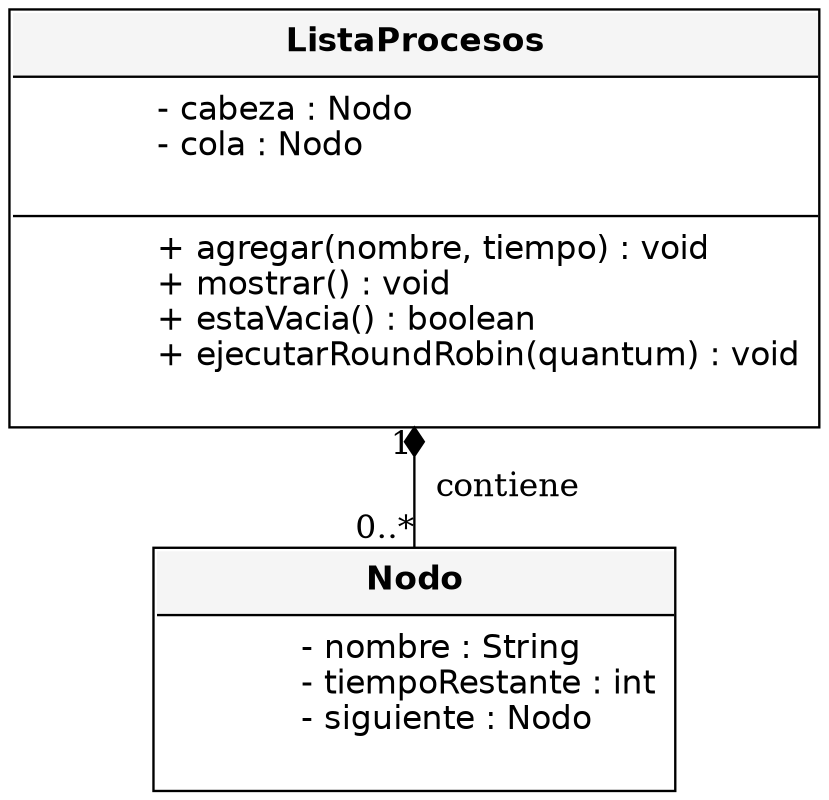 ListaProcesos
- cabeza : Nodo
- cola : Nodo
+ agregar(nombre, tiempo) : void
+ mostrar() : void
+ estaVacia() : boolean
+ ejecutarRoundRobin(quantum) : void
1
contiene
0..*
Nodo
- nombre : String
- tiempoRestante : int
- siguiente : Nodo